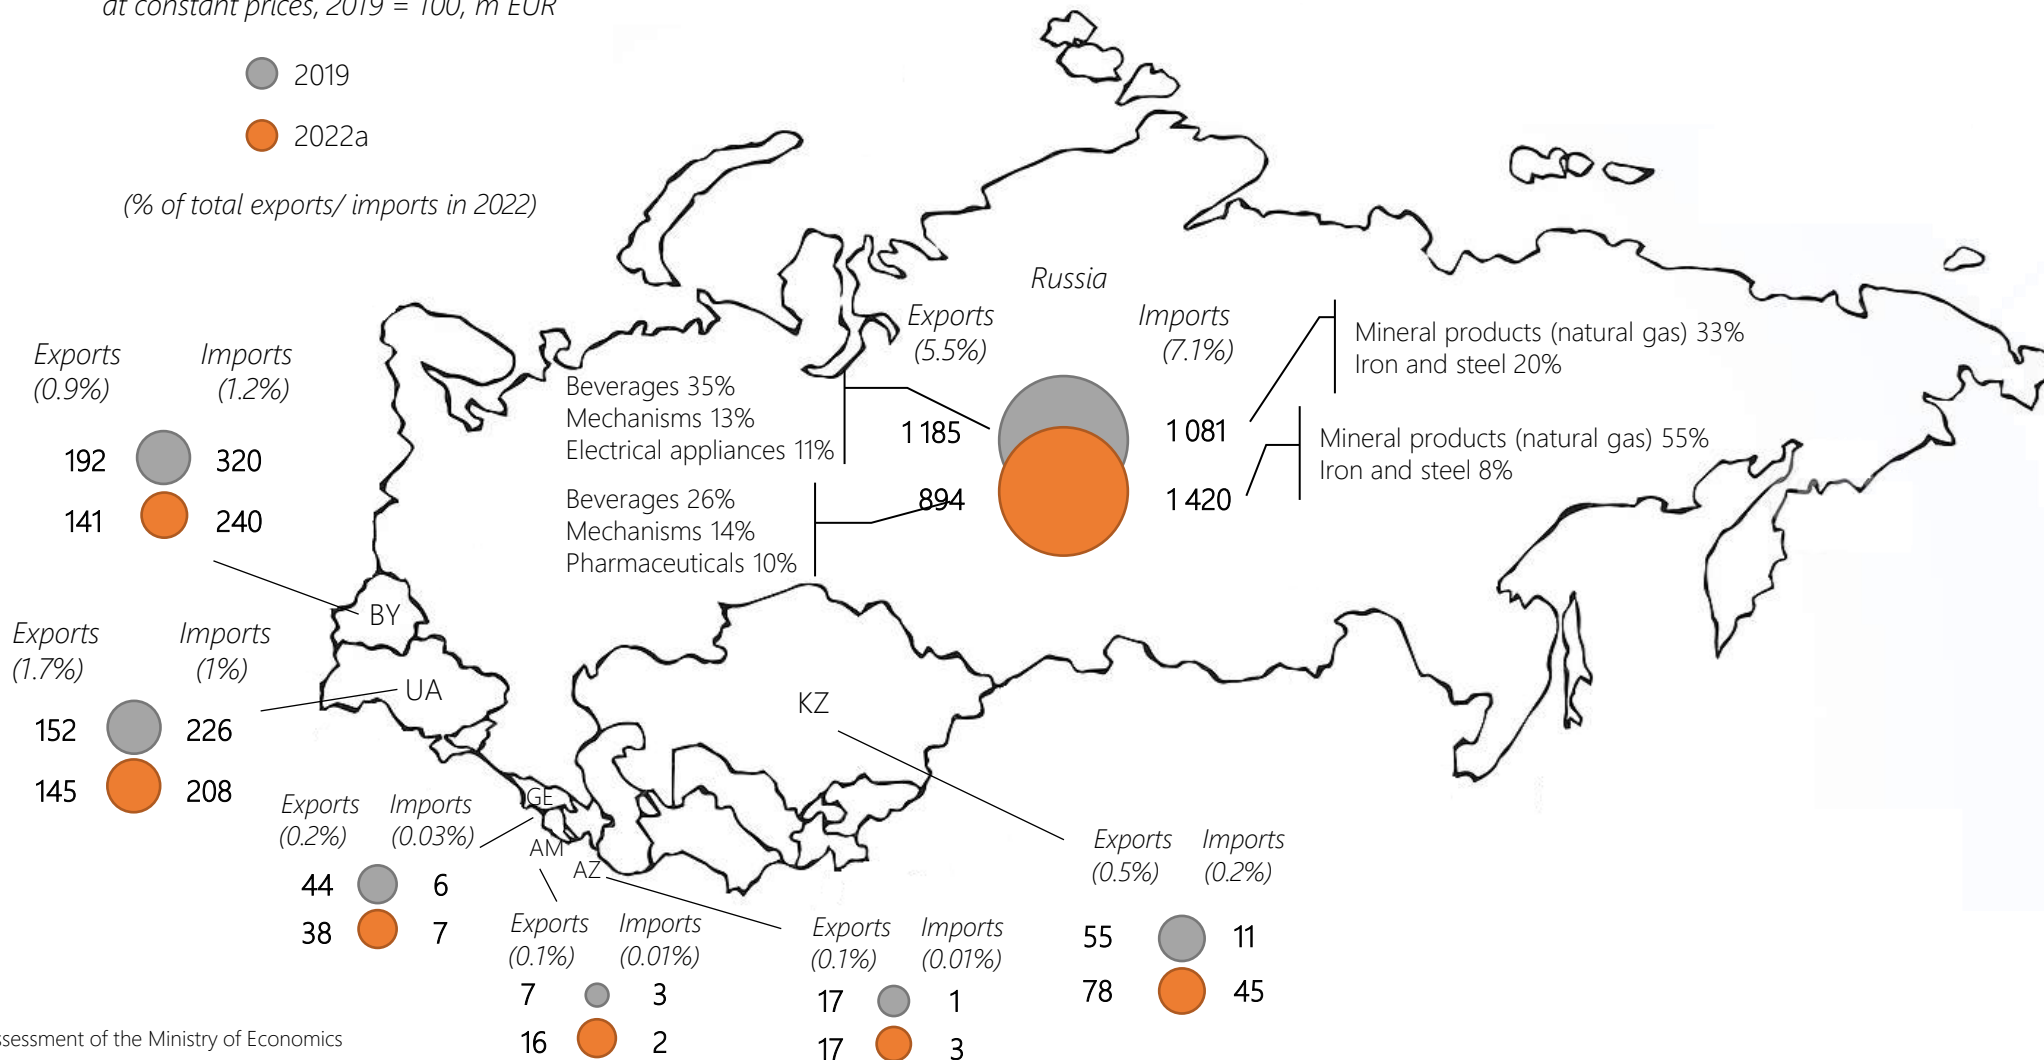 at constant prices, 2019 = 100, m EUR
2019
2022a
(% of total exports/ imports in 2022)
Russia
Exports
(5.5%)
Imports
(7.1%)
Beverages 35%
Mechanisms 13%
Electrical appliances 11%
1 185
1 081
Mineral products (natural gas) 33%
Iron and steel 20%
Beverages 26%
Mechanisms 14%
Pharmaceuticals 10%
894
1 420
Mineral products (natural gas) 55%
Iron and steel 8%
Exports
(0.9%)
Imports
(1.2%)
192
320
141
240
BY
Exports
(1.7%)
Imports
(1%)
152
226
145
208
UA
KZ
GE
AM
AZ
Exports
(0.2%)
Imports
(0.03%)
44
6
38
7
Exports
(0.1%)
Imports
(0.01%)
7
3
16
2
Exports
(0.1%)
Imports
(0.01%)
17
1
17
3
Exports
(0.5%)
Imports
(0.2%)
55
11
78
45
ssessment of the Ministry of Economics